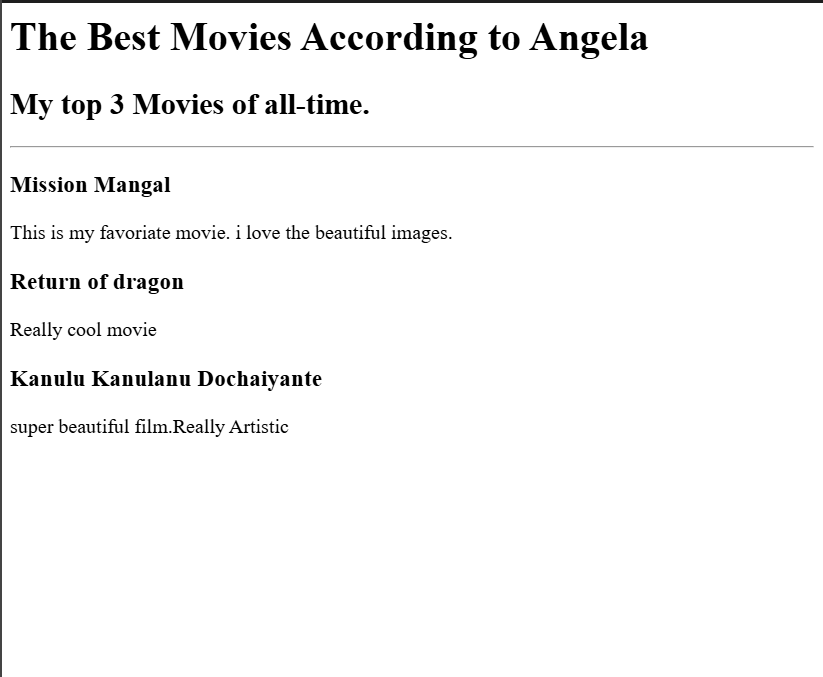 The Best Movies According to Angela
My top 3 Movies of all-time.
Mission Mangal
This is my favoriate movie. i love the beautiful images.
Return of dragon
Really cool movie
Kanulu Kanulanu Dochaiyante
super beautiful film.Really Artistic